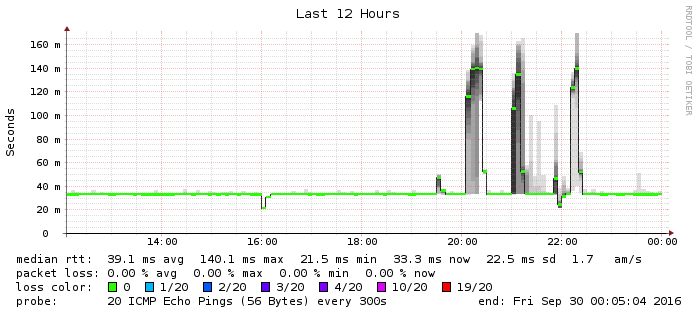 Last 12 Hours
RRDTOOL / TOBI OETIKER
Seconds
160 m
140 m
120 m
100 m
80 m
60 m
40 m
20 m
0
14:00 16:00 18:00 20:00 22:00 00:00
median rtt: 39.1 ms avg 140.1 ms max 21.5 ms min 33.3 ms now 22.5 ms sd 1.7 am/s
packet loss: 0.00 % avg 0.00 % max 0.00 % min 0.00 % now
loss color: 0 1/20 2/20 3/20 4/20 10/20 19/20
probe: 20 ICMP Echo Pings (56 Bytes) every 300s end: Fri Sep 30 00:05:04 2016